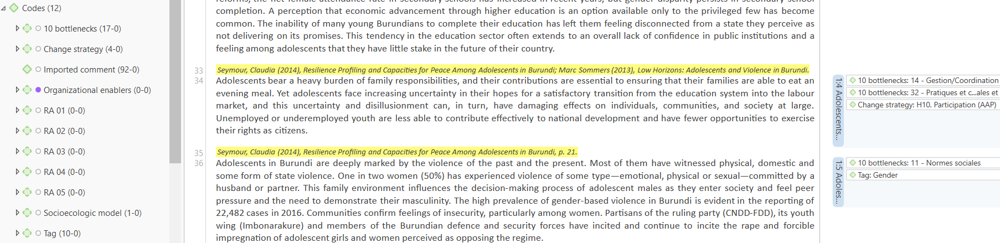 Codes (12)
10 bottlenecks (17-0)
Change strategy (4-0)
Imported comment (92-0)
Organizational enablers (0-0)
RA 01 (0-0)
RA 02 (0-0)
RA 03 (0-0)
RA 04 (0-0)
RA 05 (0-0)
Socioecologic model (1-0)
Tag (10-0)
reforms, the net female attendance rate in secondary schools has increased in recent years, but gender disparity persists in secondary school
completion. A perception that economic advancement through higher education is an option available only to the privileged few has become
common. The inability of many young Burundians to complete their education has left them feeling disconnected from a state they perceive as
not delivering on its promises. This tendency in the education sector often extends to an overall lack of confidence in public institutions and a
feeling among adolescents that they have little stake in the future of their country.
33 Seymour, Claudia (2014), Resilience Profiling and Capacities for Peace Among Adolescents in Burundi; Marc Sommers (2013), Low Horizons: Adolescents and Violence in Burundi.
34 Adolescents bear a heavy burden of family responsibilities, and their contributions are essential to ensuring that their families are able to eat an
evening meal. Yet adolescents face increasing uncertainty in their hopes for a satisfactory transition from the education system into the labour
market, and this uncertainty and disillusionment can, in turn, have damaging effects on individuals, communities, and society at large.
Unemployed or underemployed youth are less able to contribute effectively to national development and have fewer opportunities to exercise
their rights as citizens.
35 Seymour, Claudia (2014), Resilience Profiling and Capacities for Peace Among Adolescents in Burundi, p. 21.
36 Adolescents in Burundi are deeply marked by the violence of the past and the present. Most of them have witnessed physical, domestic and
some form of state violence. One in two women (50%) has experienced violence of some type—emotional, physical or sexual—committed by a
husband or partner. This family environment influences the decision-making process of adolescent males as they enter society and feel peer
pressure and the need to demonstrate their masculinity. The high prevalence of gender-based violence in Burundi is evident in the reporting of
22,482 cases in 2016. Communities confirm feelings of insecurity, particularly among women. Partisans of the ruling party (CNDD-FDD), its youth
wing (Imbonarakure) and members of the Burundian defence and security forces have incited and continue to incite the rape and forcible
impregnation of adolescent girls and women perceived as opposing the regime.
1:4 Adolescents...
10 bottlenecks: 14 - Gestion/Coordination
10 bottlenecks: 32 - Pratiques et c...ales et
Change strategy: H10. Participation (AAP)
1:5 Adoles...
10 bottlenecks: 11 - Normes sociales
Tag: Gender